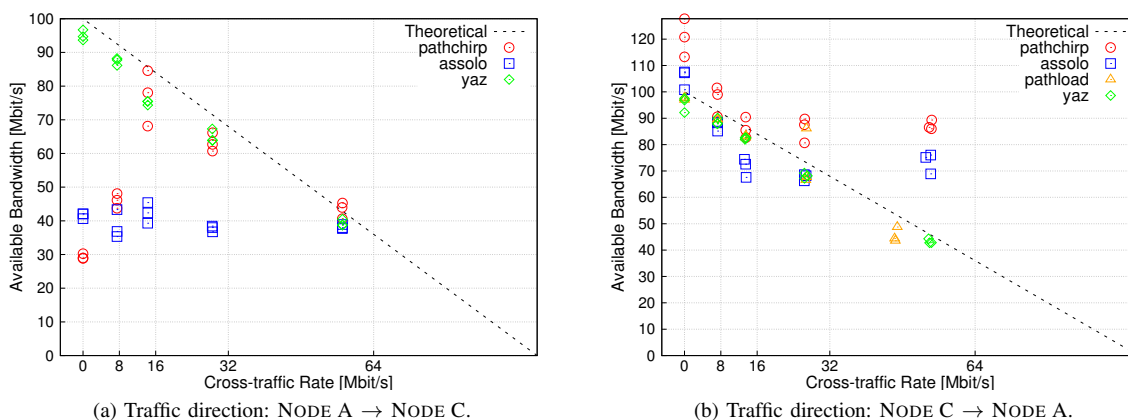 100
90
80
70
60
50
40
30
20
10
0
Available Bandwidth [Mbit/s]
Theoretical
pathchirp
assolo
yaz
0 8 16 32 64
Cross-traffic Rate [Mbit/s]
(a) Traffic direction: NODE A → NODE C.
120
110
100
90
80
70
60
50
40
30
20
10
0
Available Bandwidth [Mbit/s]
Theoretical
pathchirp
assolo
pathload
yaz
0 8 16 32 64
Cross-traffic Rate [Mbit/s]
(b) Traffic direction: NODE C → NODE A.